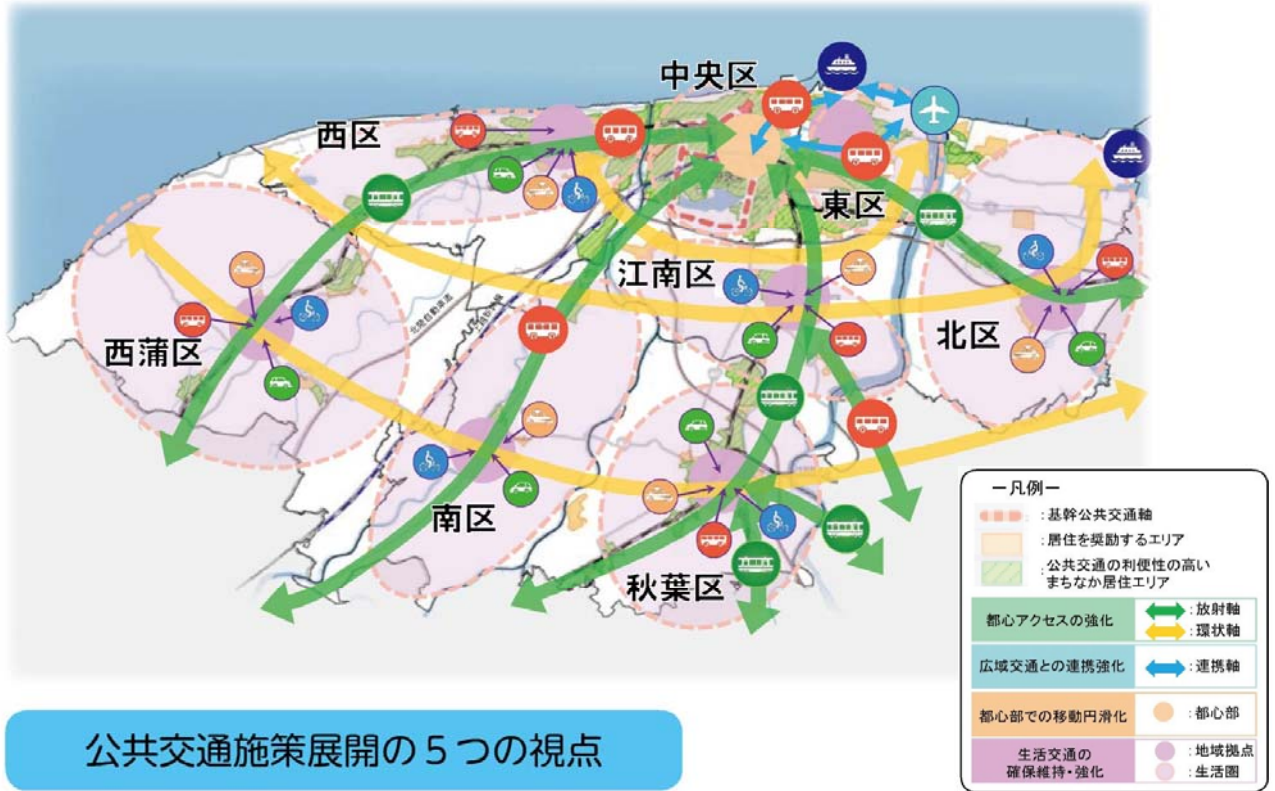 中央区
西区
東区
江南区
北区
西蒲区
北陸自動車道
南区
秋葉区
ー凡例ー
:基幹公共交通軸
:居住を奨励するエリア
:公共交通の利便性の高い
まちなか居住エリア
都心アクセスの強化
:放射軸
:環状軸
広域交通との連携強化
:連携軸
都心部での移動円滑化
:都心部
生活交通の
確保維持・強化
:地域拠点
:生活圏
公共交通施策展開の5つの視点